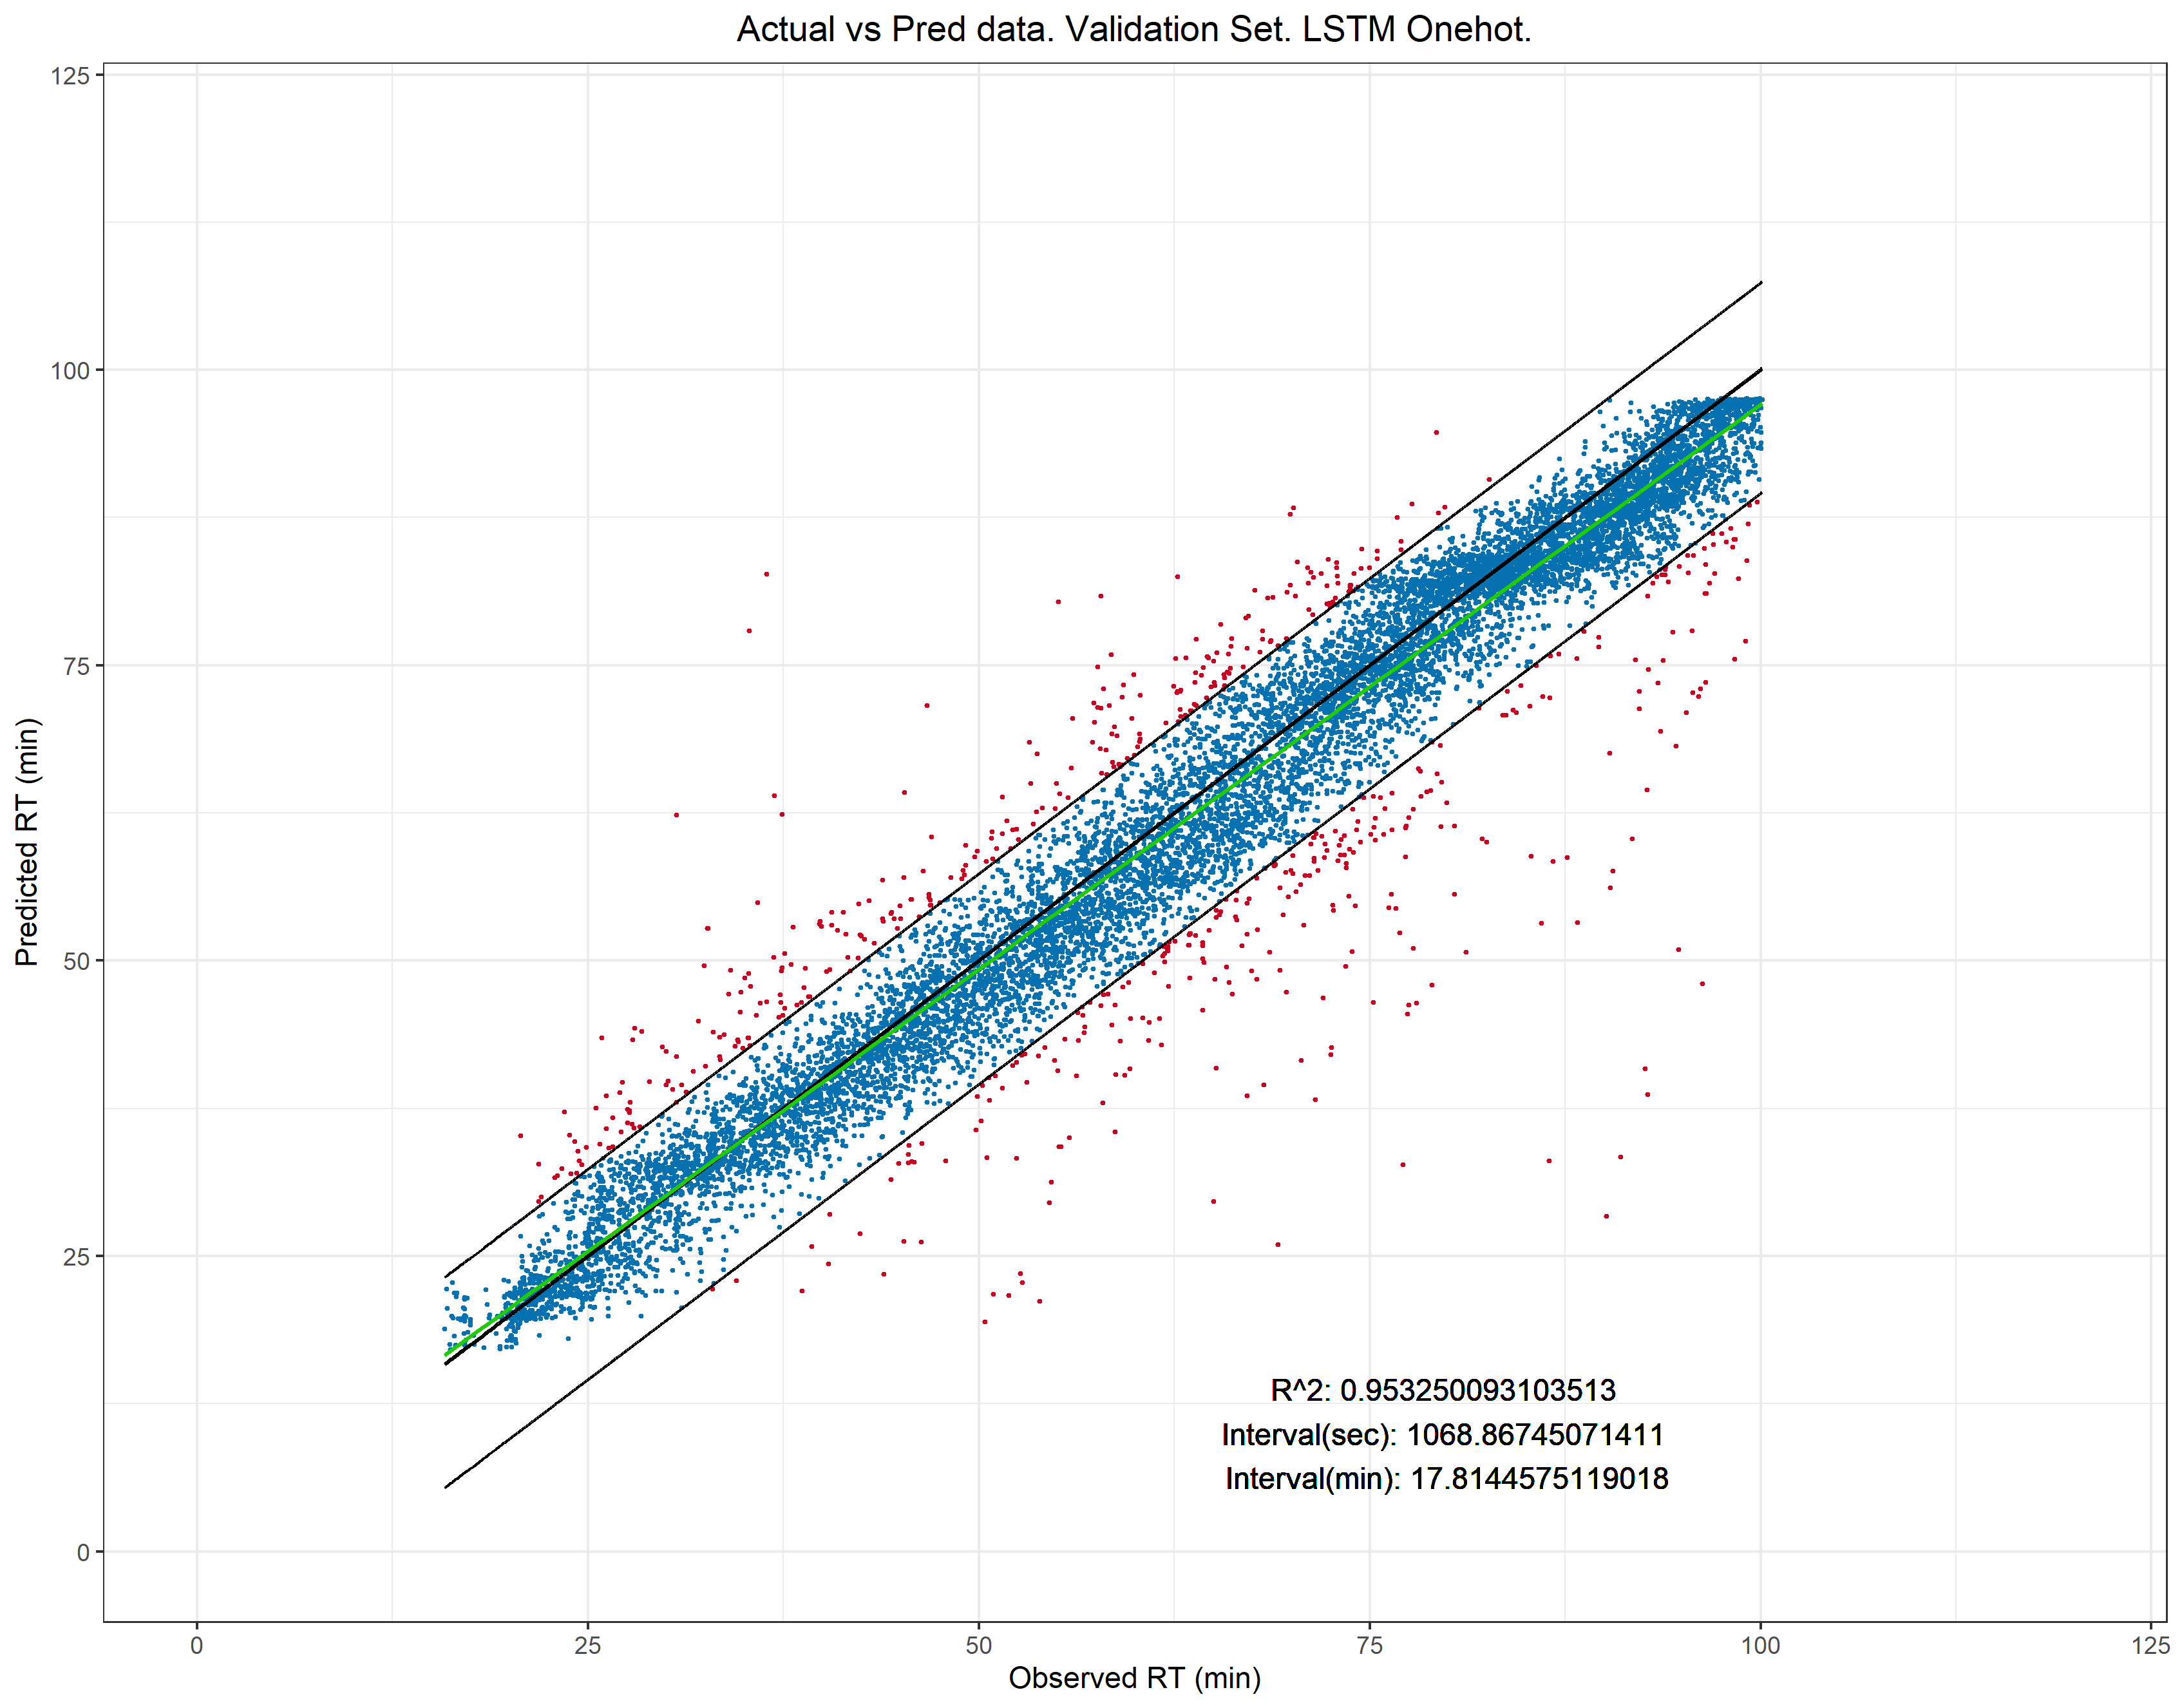 Actual vs Pred data. Validation Set. LSTM Onehot.
125
100
75
50
25
0
Predicted RT (min)
R^2: 0.953250093103513
Interval(sec): 1068.86745071411
Interval(min): 17.8144575119018
0 25 50 75 100 125
Observed RT (min)